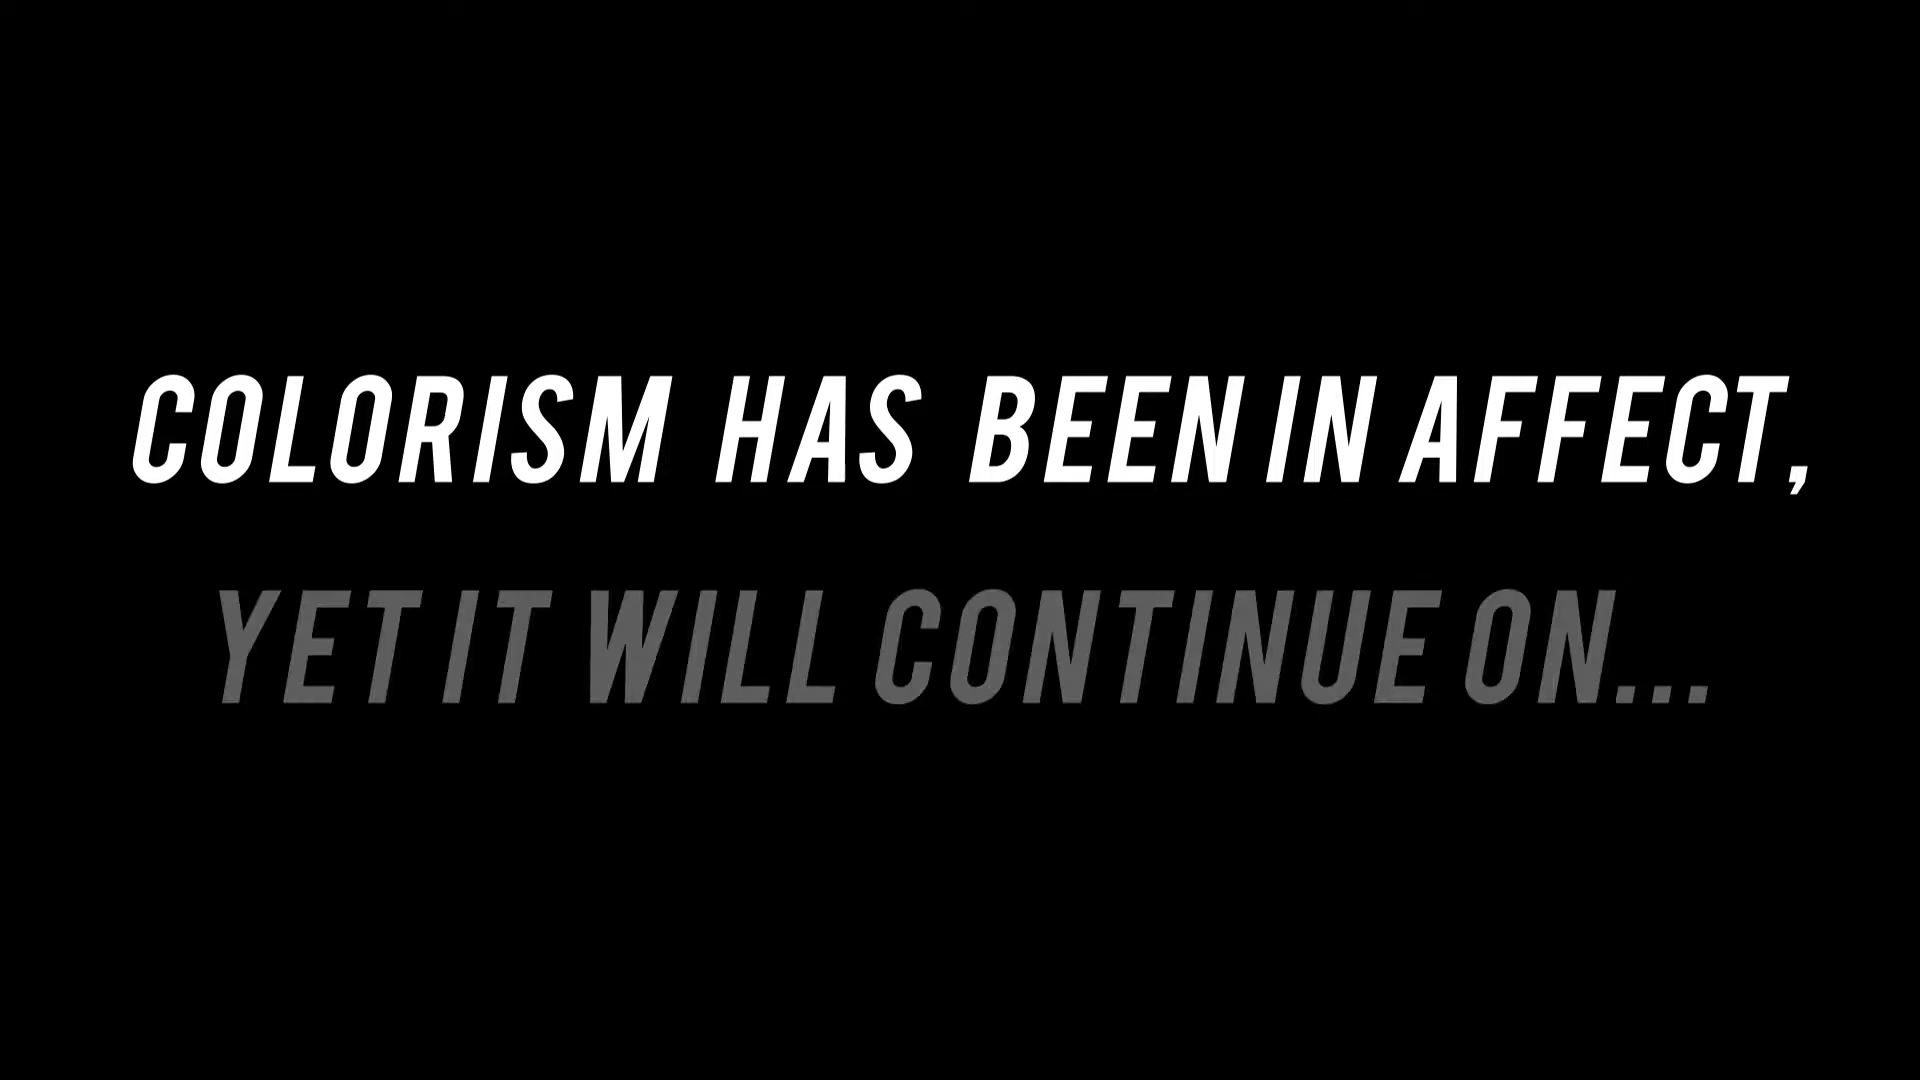 COLORISM HAS BEEN IN AFFECT,
YET IT WILL CONTINUE ON...